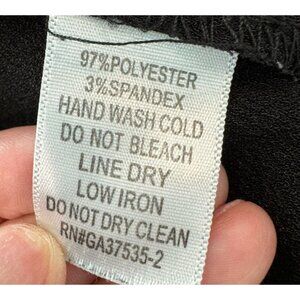 97%POLYESTER
3%SPANDEX
HAND WASH COLD
DO NOT BLEACH
LINE DRY
LOW IRON
DO NOT DRY CLEAN
RN#GA37535-2